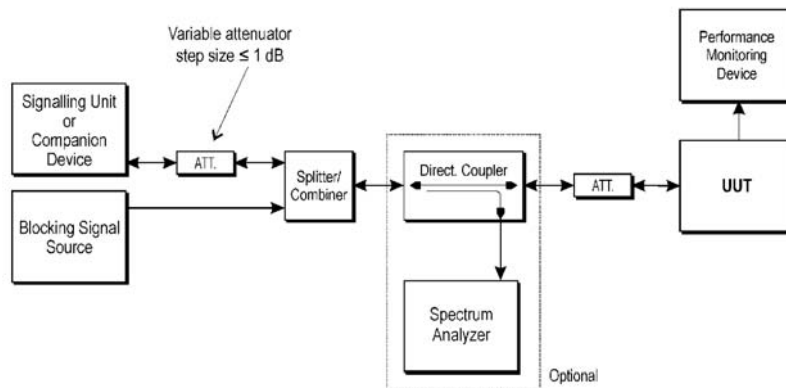 Variable attenuator
step size ≤ 1 dB
Performance
Monitoring
Device
Signalling Unit
or
Companion
Device
ATT.
Splitter/
Combiner
Direct. Coupler
ATT.
UUT
Blocking Signal
Source
Spectrum
Analyzer
Optional